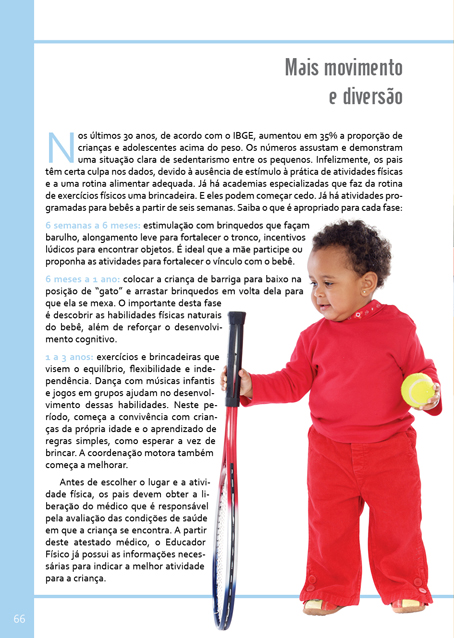 Mais movimento
e diversão
Nos últimos 30 anos, de acordo com o IBGE, aumentou em 35% a proporção de
crianças e adolescentes acima do peso. Os números assustam e demonstram
uma situação clara de sedentarismo entre os pequenos. Infelizmente, os pais
têm certa culpa nos dados, devido à ausência de estímulo à prática de atividades físicas
e a uma rotina alimentar adequada. Já há academias especializadas que faz da rotina
de exercícios físicos uma brincadeira. E eles podem começar cedo. Já há atividades pro-
gramadas para bebês a partir de seis semanas. Saiba o que é apropriado para cada fase:
6 semanas a 6 meses: estimulação com brinquedos que façam
barulho, alongamento leve para fortalecer o tronco, incentivos
lúdicos para encontrar objetos. É ideal que a mãe participe ou
proponha as atividades para fortalecer o vínculo com o bebê.
6 meses a 1 ano: colocar a criança de barriga para baixo na
posição de "gato" e arrastar brinquedos em volta dela para
que ela se mexa. O importante desta fase
é descobrir as habilidades físicas naturais
do bebê, além de reforçar o desenvolvi-
mento cognitivo.
1 a 3 anos: exercícios e brincadeiras que
visem o equilíbrio, flexibilidade e inde-
pendência. Dança com músicas infantis
e jogos em grupos ajudam no desenvol-
vimento dessas habilidades. Neste pe-
ríodo, começa a convivência com crian-
ças da própria idade e o aprendizado de
regras simples, como esperar a vez de
brincar. A coordenação motora também
começa a melhorar.
Antes de escolher o lugar e a ativi-
dade física, os pais devem obter a li-
beração do médico que é responsável
pela avaliação das condições de saúde
em que a criança se encontra. A partir
deste atestado médico, o Educador
Físico já possui as informações neces-
sárias para indicar a melhor atividade
para a criança.
66